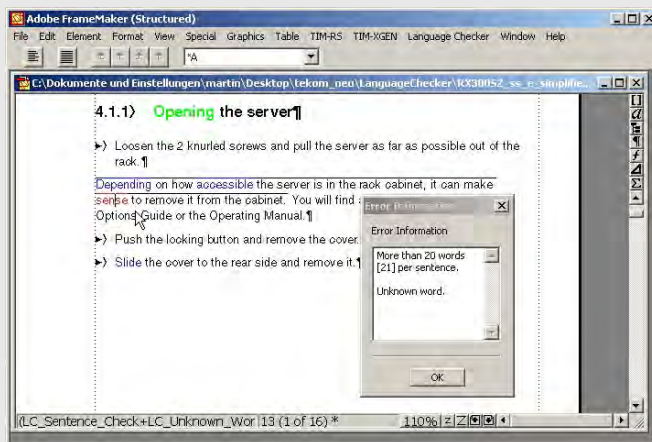 Adobe FrameMaker (Structured)
File Edit Element Format View Special Graphics Table TIM-RS TIM-XGEN Language Checker Window Help
*A
C:\Dokumente und Einstellungen\martin\Desktop\tekom_neo\LanguageChecker\RX300S2_ss_e_simplifie...
4.1.1) Opening the server¶
Loosen the 2 knurled screws and pull the server as far as possible out of the
rack.¶
Depending on how accessible the server is in the rack cabinet, it can make
sense to remove it from the cabinet. You will find
Options Guide or the Operating Manual.¶
Push the locking button and remove the cover.
Slide the cover to the rear side and remove it.¶
Error Information
Error Information
More than 20 words
[21] per sentence.
Unknown word.
OK
(LC_Sentence_Check+LC_Unknown_Wor 13 (1 of 16) * 110% z Z